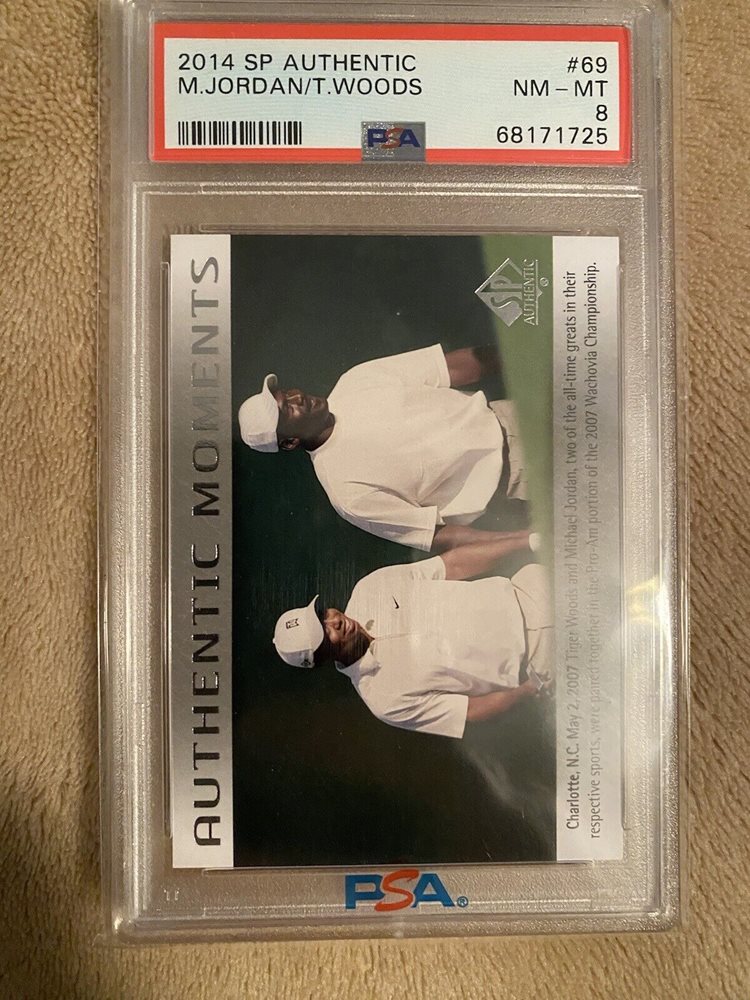 2014 SP AUTHENTIC #69
M.JORDAN/T.WOODS NM - MT
8
PSA 68171725
AUTHENTIC MOMENTS
SP
AUTHENTIC
Charlotte, N.C. May 2, 2007 Tiger Woods and Michael Jordan, two of the all-time greats in their
respective sports, were paired together in the Pro-Am portion of the 2007 Wachovia Championship.
PSA®